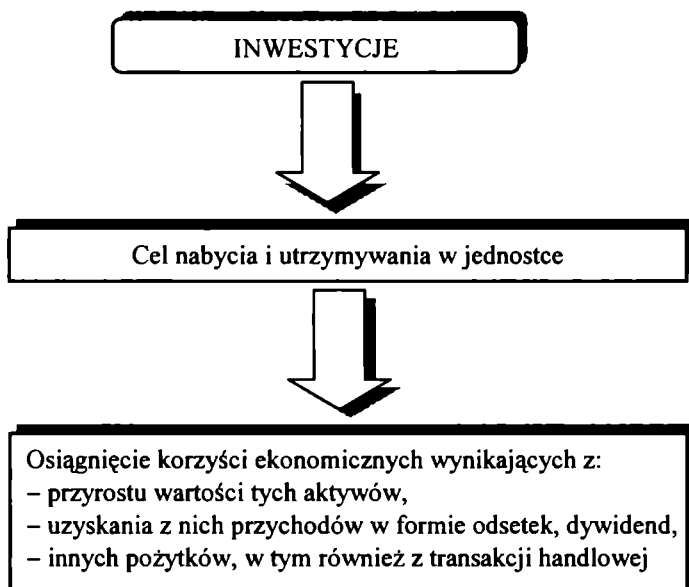 INWESTYCJE
Cel nabycia i utrzymywania w jednostce
Osiągnięcie korzyści ekonomicznych wynikających z:
– przyrostu wartości tych aktywów,
– uzyskania z nich przychodów w formie odsetek, dywidend,
– innych pożytków, w tym również z transakcji handlowej